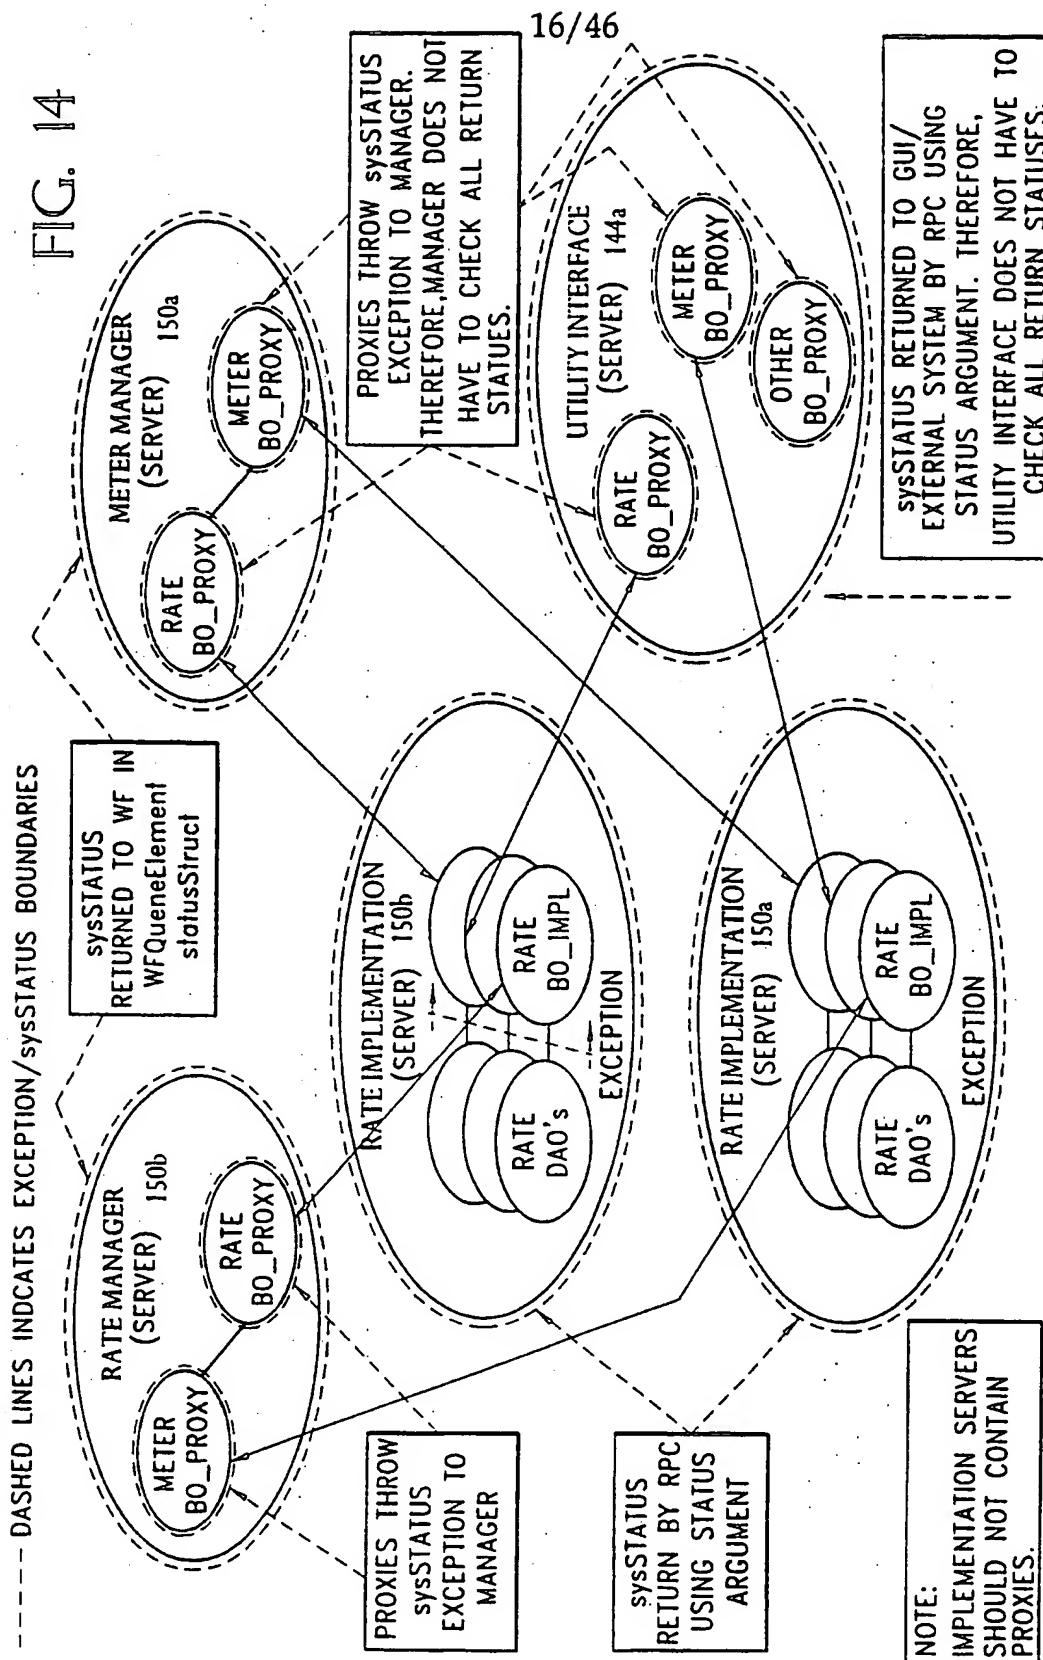 16/46
FIG. 14
---- DASHED LINES INDCATES EXCEPTION/sysSTATUS BOUNDARIES
RATE MANAGER
(SERVER) 150b
METER
BO_PROXY
RATE
BO_PROXY
sysSTATUS
RETURNED TO WF IN
WFQueneElement
statusStruct
METER MANAGER
(SERVER) 150a
RATE
BO_PROXY
METER
BO_PROXY
PROXIES THROW
sysSTATUS
EXCEPTION TO
MANAGER
RATE IMPLEMENTATION
(SERVER) 150b
RATE
DAO's
RATE
BO_IMPL
EXCEPTION
PROXIES THROW sysSTATUS
EXCEPTION TO MANAGER.
THEREFORE,MANAGER DOES NOT
HAVE TO CHECK ALL RETURN
STATUES.
UTILITY INTERFACE
(SERVER) 144a
RATE
BO_PROXY
METER
BO_PROXY
OTHER
BO_PROXY
sysSTATUS
RETURN BY RPC
USING STATUS
ARGUMENT
RATE IMPLEMENTATION
(SERVER) 150a
RATE
DAO's
RATE
BO_IMPL
EXCEPTION
sysSTATUS RETURNED TO GUI/
EXTERNAL SYSTEM BY RPC USING
STATUS ARGUMENT. THEREFORE,
UTILITY INTERFACE DOES NOT HAVE TO
CHECK ALL RETURN STATUSES.
NOTE:
IMPLEMENTATION SERVERS
SHOULD NOT CONTAIN
PROXIES.